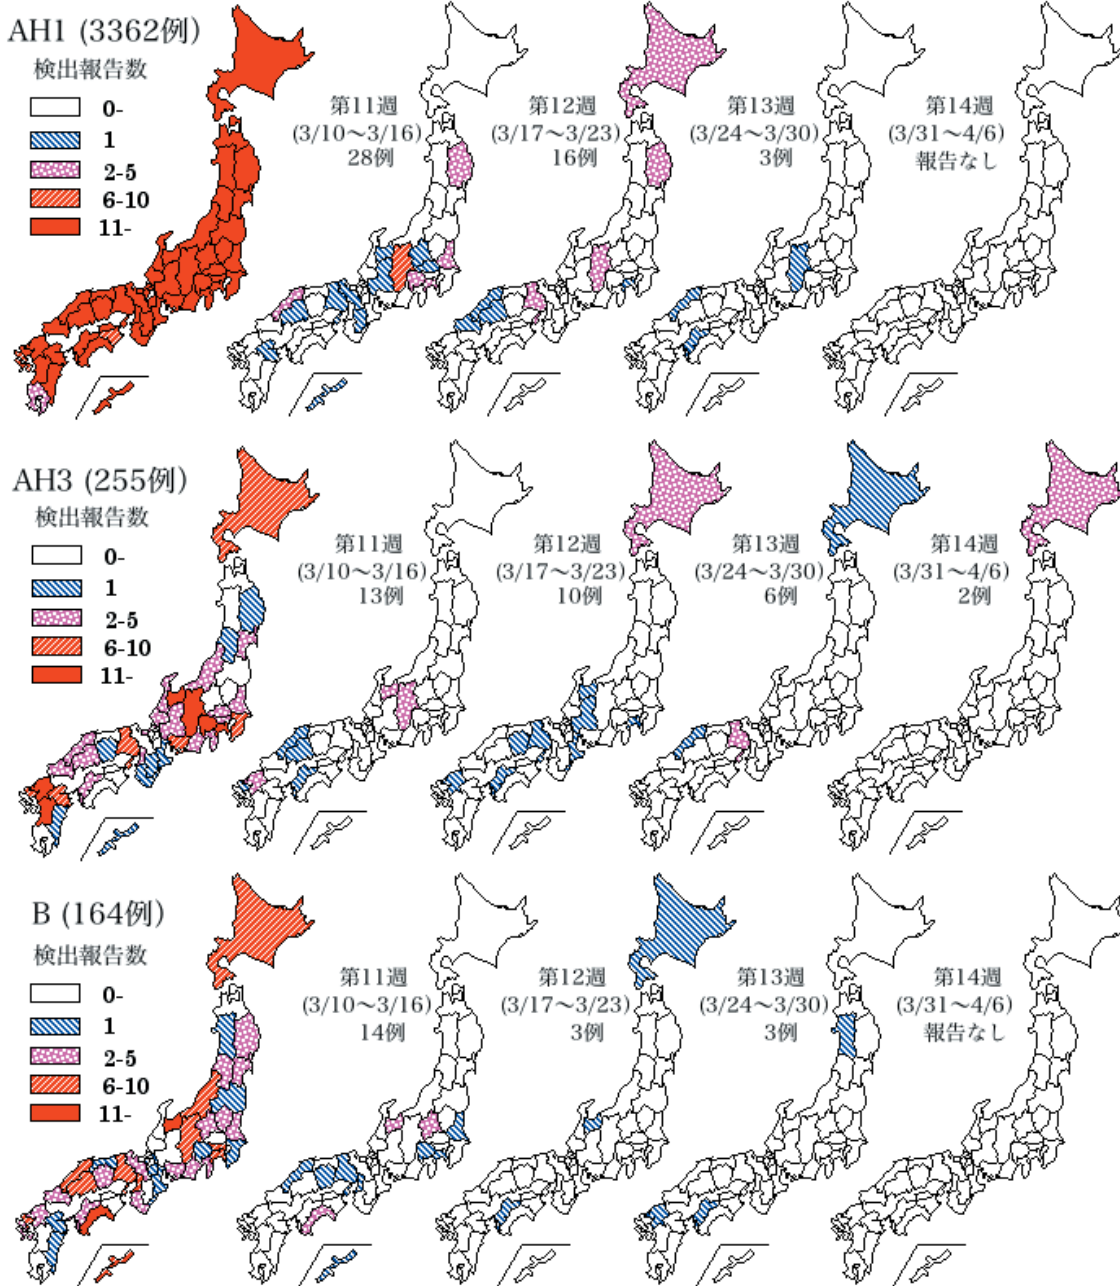 AH1 (3362例)
検出報告数
0-
1
2-5
6-10
11-
第11週
(3/10～3/16)
28例
第12週
(3/17～3/23)
16例
第13週
(3/24～3/30)
3例
第14週
(3/31～4/6)
報告なし
AH3 (255例)
検出報告数
0-
1
2-5
6-10
11-
第11週
(3/10～3/16)
13例
第12週
(3/17～3/23)
10例
第13週
(3/24～3/30)
6例
第14週
(3/31～4/6)
2例
B (164例)
検出報告数
0-
1
2-5
6-10
11-
第11週
(3/10～3/16)
14例
第12週
(3/17～3/23)
3例
第13週
(3/24～3/30)
3例
第14週
(3/31～4/6)
報告なし